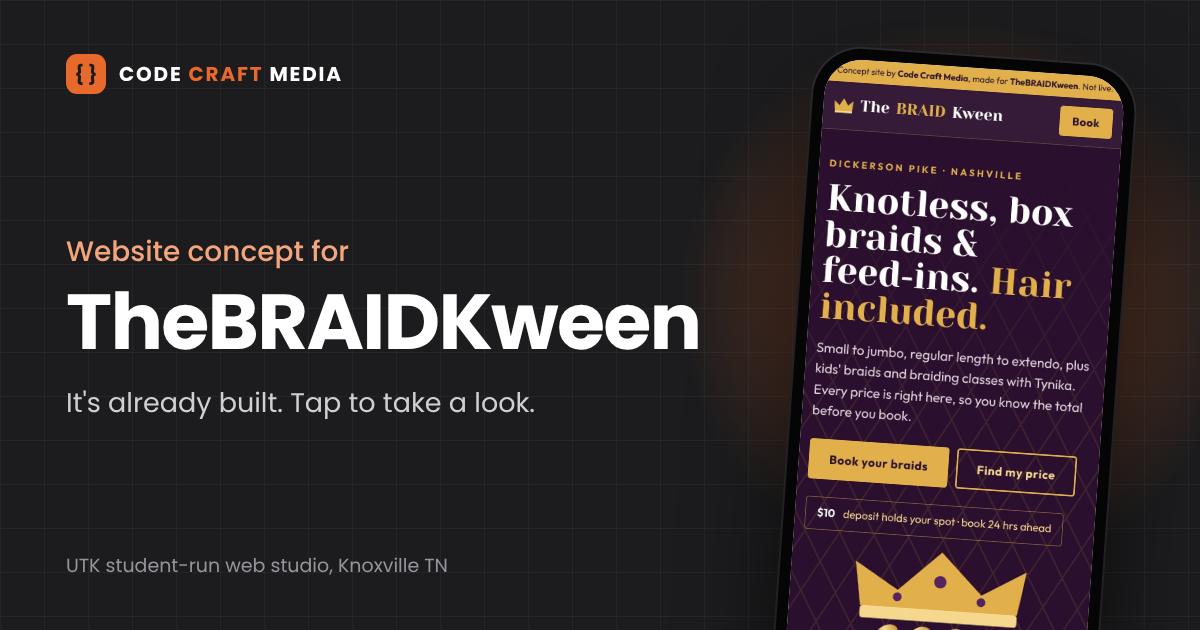 { } CODE CRAFT MEDIA
Website concept for
TheBRAIDKween
It's already built. Tap to take a look.
UTK student-run web studio, Knoxville TN
Concept site by Code Craft Media, made for TheBRAIDKween. Not live.
The BRAID Kween
Book
DICKERSON PIKE · NASHVILLE
Knotless, box
braids &
feed-ins. Hair
included.
Small to jumbo, regular length to extendo, plus
kids' braids and braiding classes with Tynika.
Every price is right here, so you know the total
before you book.
Book your braids
Find my price
$10 deposit holds your spot · book 24 hrs ahead